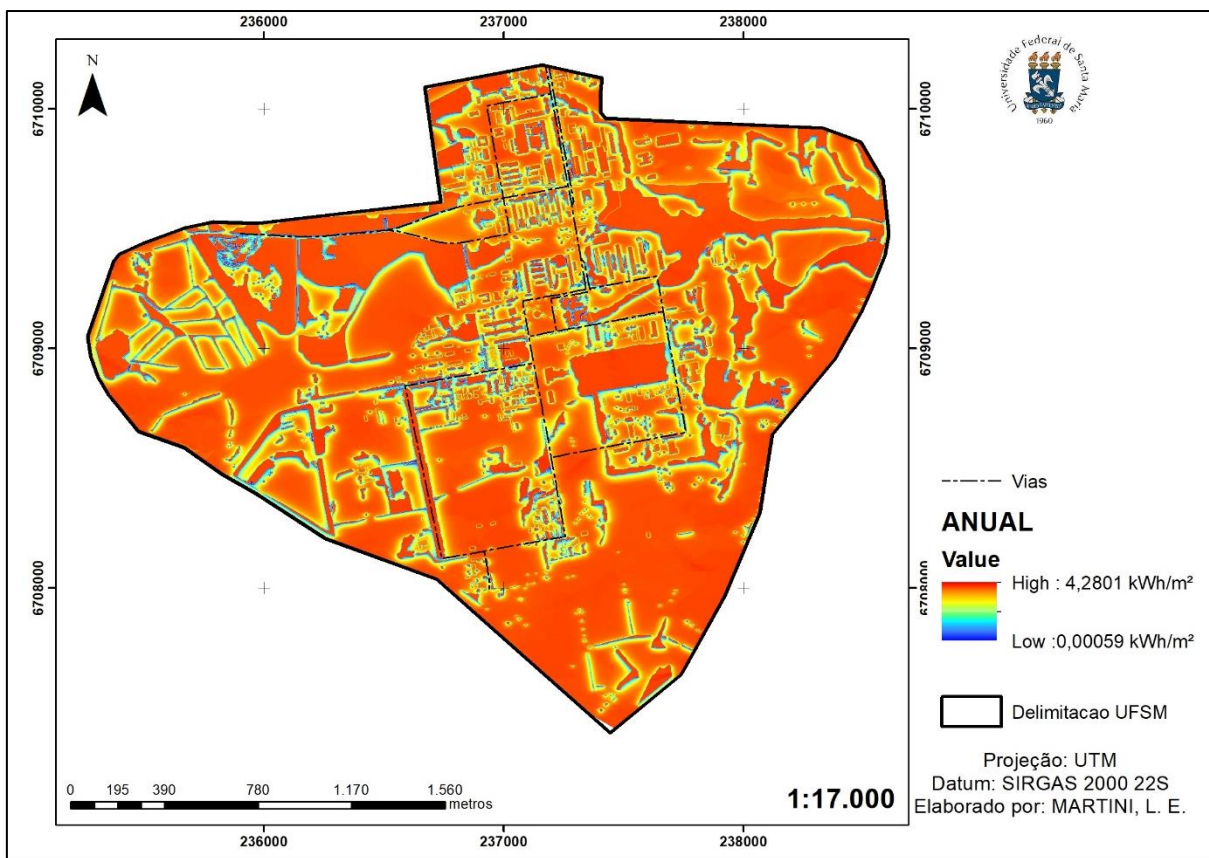 236000 237000 238000
N
Universidade Federal de Santa Maria
1960
6710000 6710000
6709000 6709000
6708000 6708000
Vias
ANUAL
Value
High : 4,2801 kWh/m²
Low :0,00059 kWh/m²
Delimitacao UFSM
Projeção: UTM
Datum: SIRGAS 2000 22S
Elaborado por: MARTINI, L. E.
0 195 390 780 1.170 1.560
metros
1:17.000
236000 237000 238000